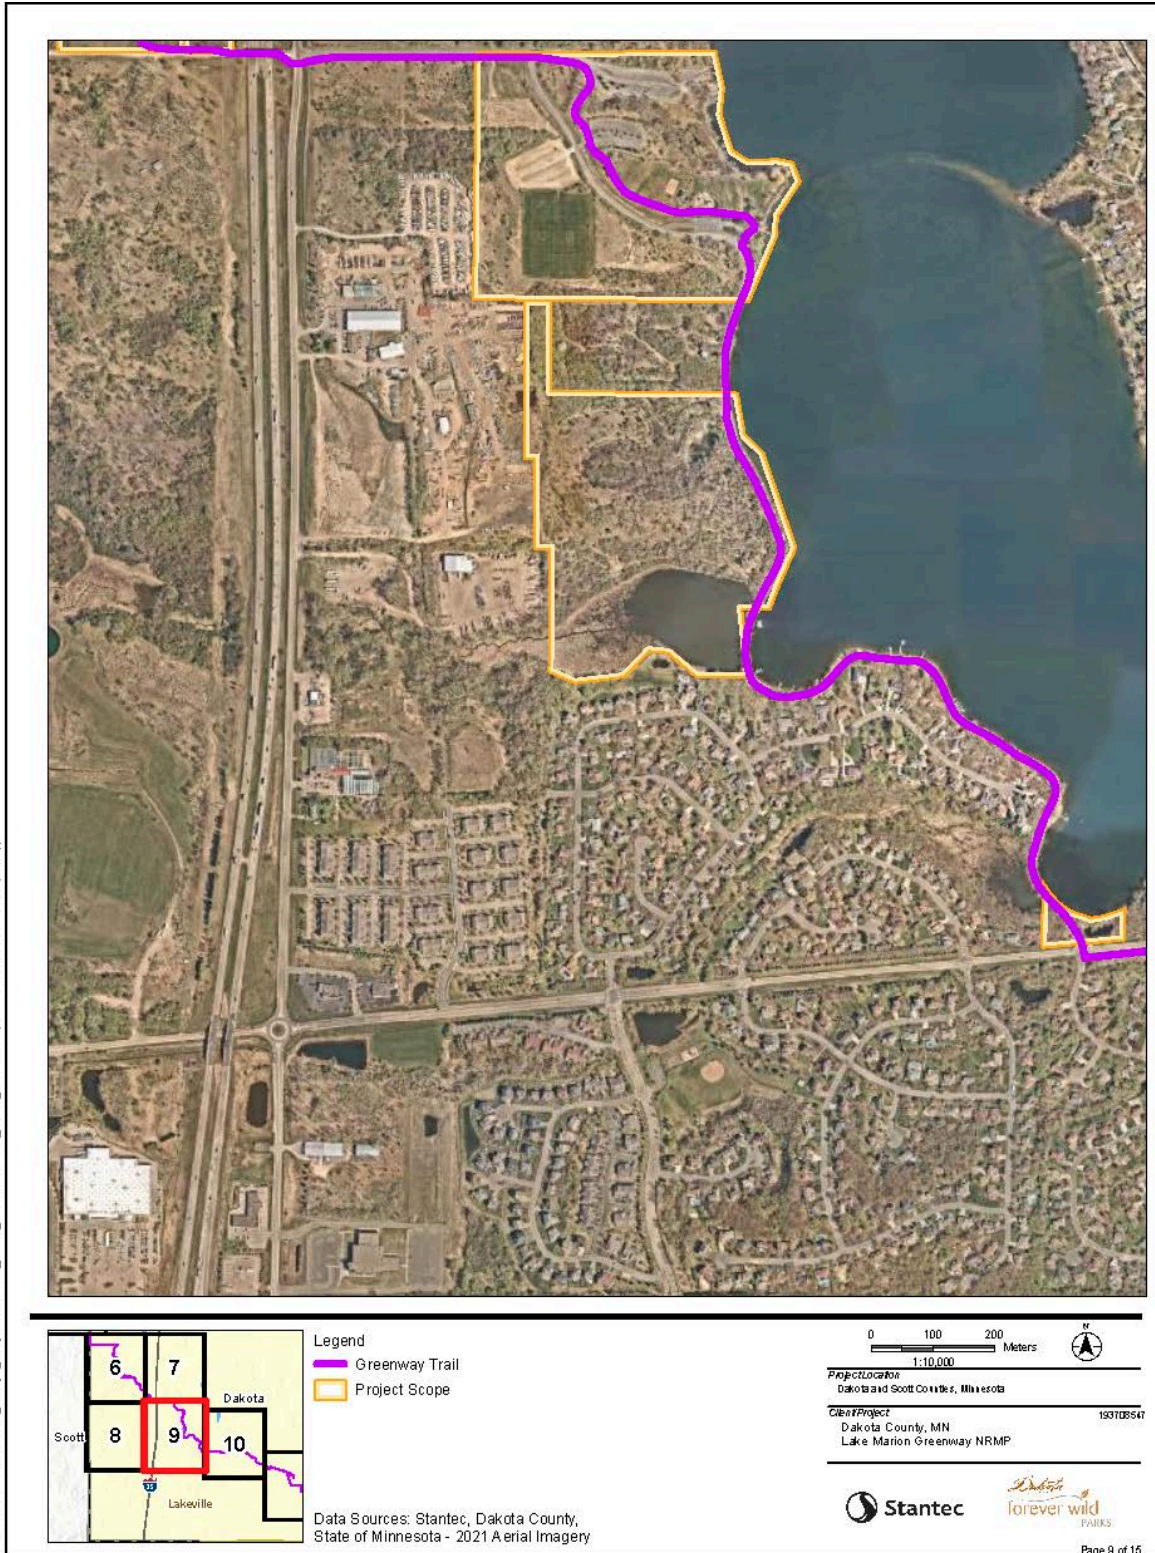 Legend
Greenway Trail
Project Scope
6
7
8
9
10
Dakota
Scott
35
Lakeville
Data Sources: Stantec, Dakota County,
State of Minnesota - 2021 Aerial Imagery
0 100 200
Meters
1:10,000
N
Project Location
Dakota and Scott Counties, Minnesota
Client/Project 193708547
Dakota County, MN
Lake Marion Greenway NRMP
Stantec
Dakota
forever wild
PARKS
Page 9 of 15